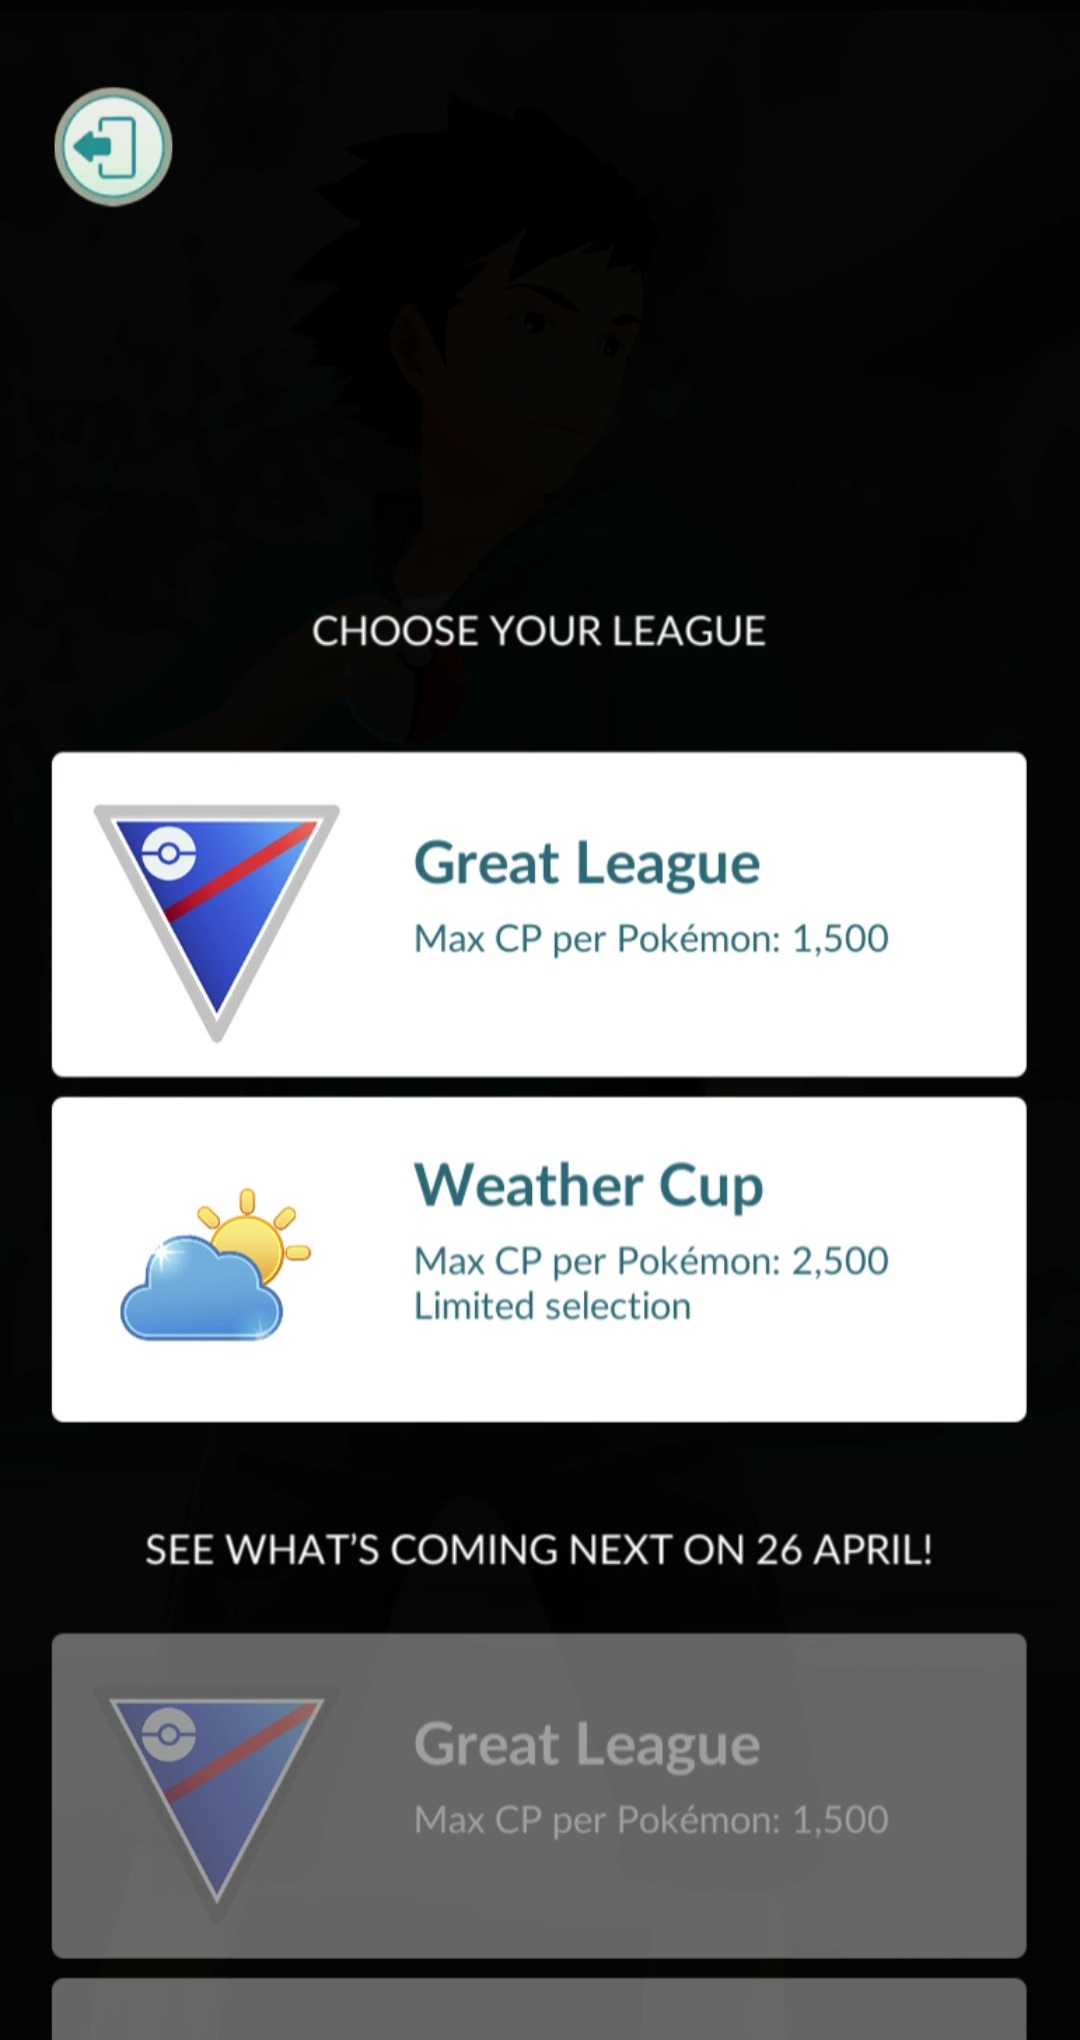 CHOOSE YOUR LEAGUE
Great League
Max CP per Pokémon: 1,500
Weather Cup
Max CP per Pokémon: 2,500
Limited selection
SEE WHAT’S COMING NEXT ON 26 APRIL!
Great League
Max CP per Pokémon: 1,500